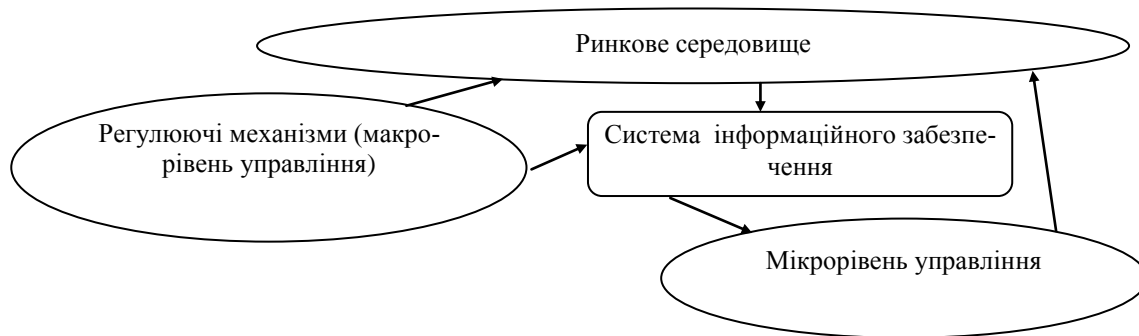 Ринкове середовище
Регулюючі механізми (макро-
рівень управління)
Система інформаційного забезпе-
чення
Мікрорівень управління